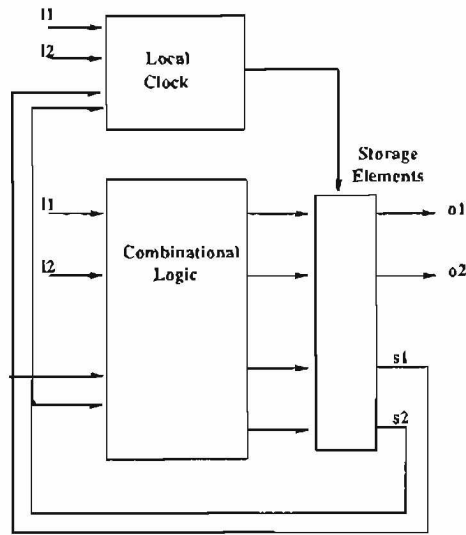 I1
I2
Local
Clock
Storage
Elements
I1
I2
Combinational
Logic
o1
o2
s1
s2